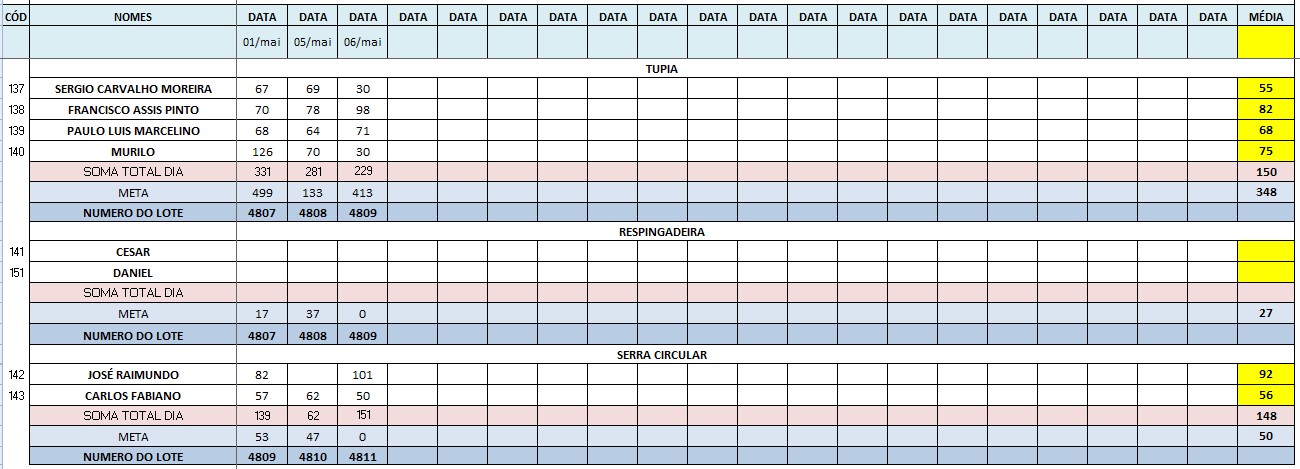 CÓD NOMES DATA DATA DATA DATA DATA DATA DATA DATA DATA DATA DATA DATA DATA DATA DATA DATA DATA DATA DATA DATA MÉDIA
01/mai 05/mai 06/mai
TUPIA
137 SERGIO CARVALHO MOREIRA 67 69 30 55
138 FRANCISCO ASSIS PINTO 70 78 98 82
139 PAULO LUIS MARCELINO 68 64 71 68
140 MURILO 126 70 30 75
SOMA TOTAL DIA 331 281 229 150
META 499 133 413 348
NUMERO DO LOTE 4807 4808 4809
RESPINGADEIRA
141 CESAR
151 DANIEL
SOMA TOTAL DIA
META 17 37 0 27
NUMERO DO LOTE 4807 4808 4809
SERRA CIRCULAR
142 JOSÉ RAIMUNDO 82 101 92
143 CARLOS FABIANO 57 62 50 56
SOMA TOTAL DIA 139 62 151 148
META 53 47 0 50
NUMERO DO LOTE 4809 4810 4811